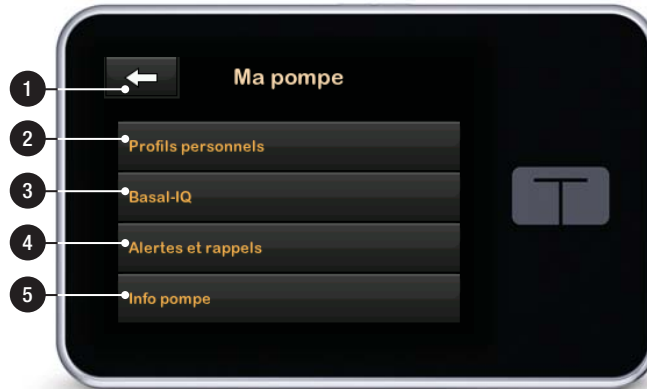 Ma pompe
1
2
Profils personnels
3
Basal-IQ
4
Alertes et rappels
5
Info pompe